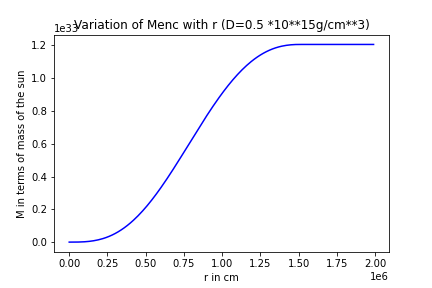 Variation of Menc with r (D=0.5 *10**15g/cm**3)
1e33
M in terms of mass of the sun
1.2
1.0
0.8
0.6
0.4
0.2
0.0
0.00 0.25 0.50 0.75 1.00 1.25 1.50 1.75 2.00
1e6
r in cm